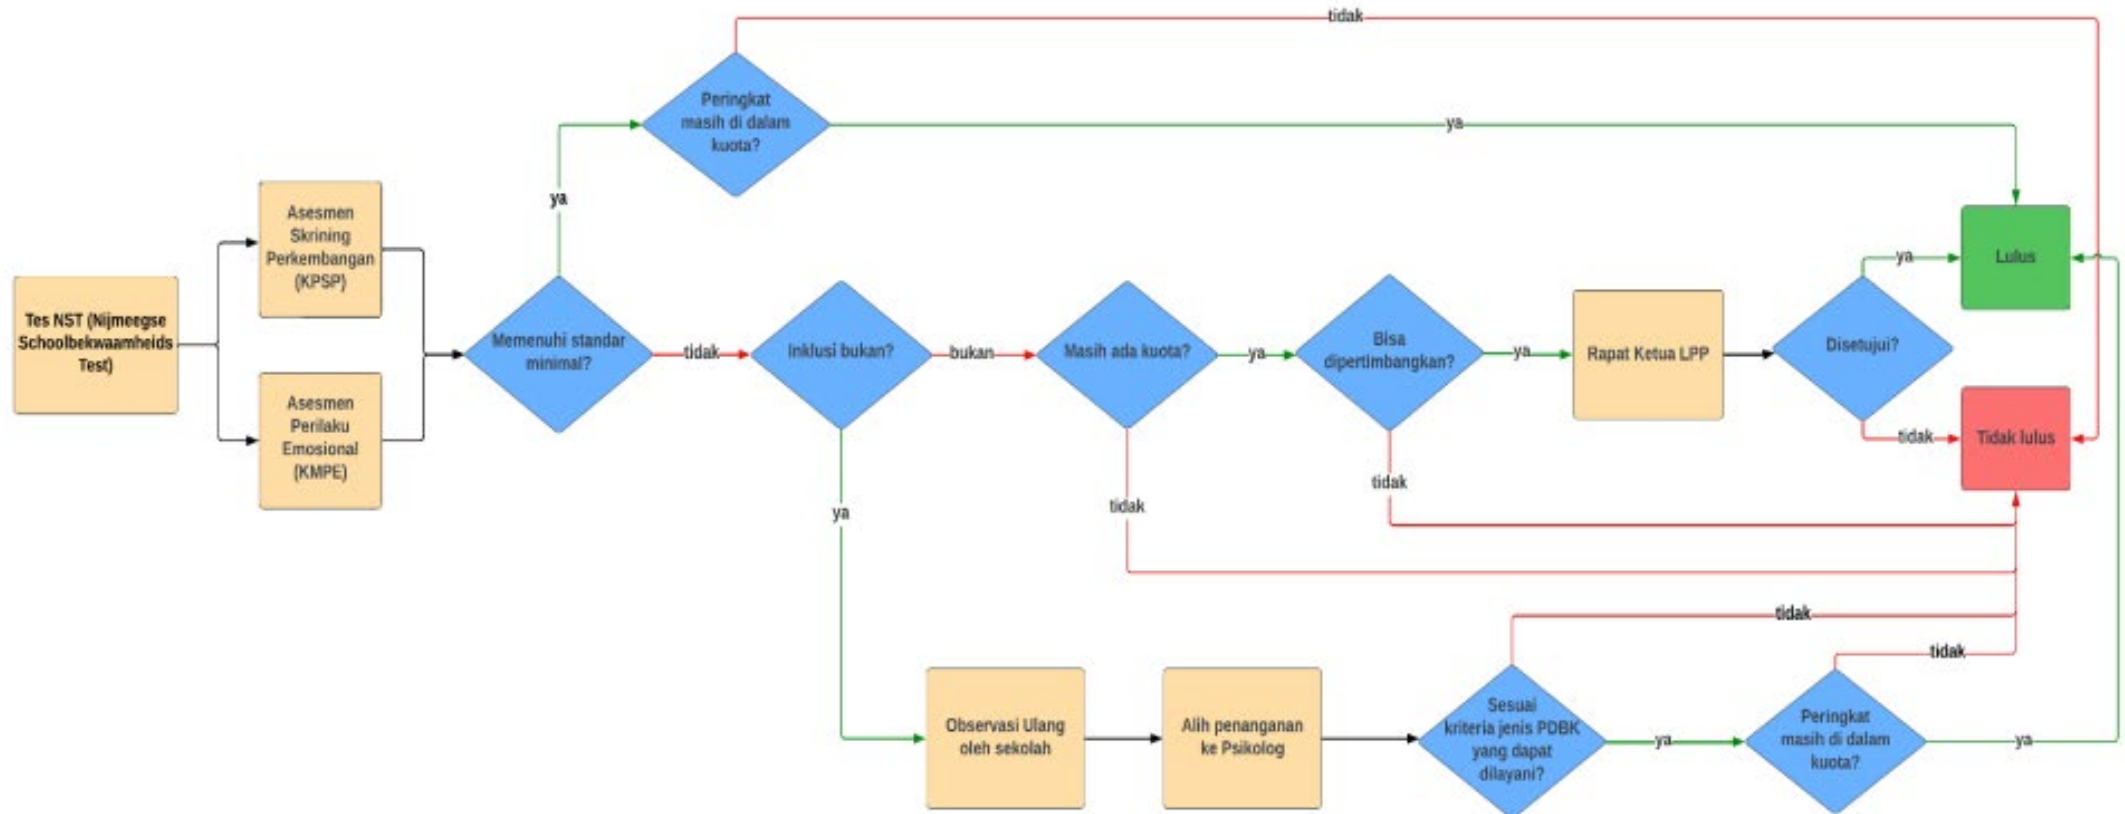 tidak
Peringkat
masih di dalam
kuota?
ya
ya
Asesmen
Skrining
Perkembangan
(KPSP)
Tes NST (Nijmeegse
Schoolbekwaamheids
Test)
Asesmen
Perilaku
Emosional
(KMPE)
Memenuhi standar
minimal?
tidak
Inklusi bukan?
bukan
Masih ada kuota?
ya
Bisa
dipertimbangkan?
ya
Rapat Ketua LPP
Disetujui?
ya
Lulus
tidak
Tidak lulus
tidak
tidak
ya
tidak
tidak
Observasi Ulang
oleh sekolah
Alih penanganan
ke Psikolog
Sesuai
kriteria jenis PDBK
yang dapat
dilayani?
ya
Peringkat
masih di dalam
kuota?
ya